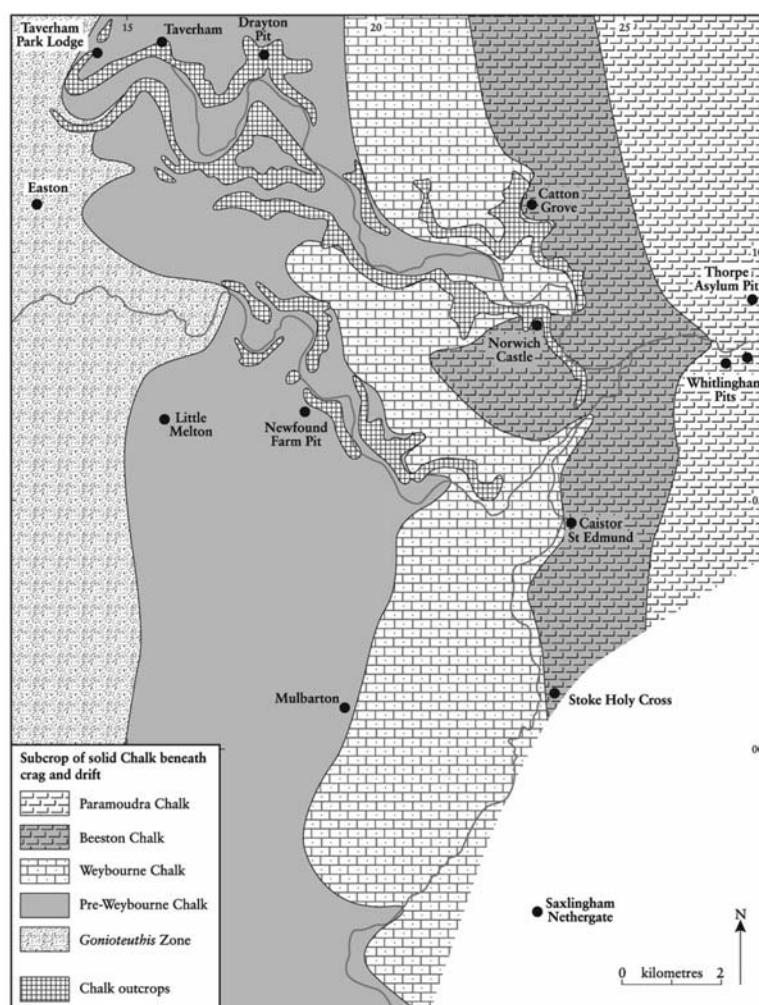 Taverham
Park Lodge
15
Taverham
Drayton
Pit
20
25
Easton
Catton
Grove
10
Thorpe
Asylum Pit
Norwich
Castle
Whitlingham
Pits
Little
Melton
Newfound
Farm Pit
Caistor
St Edmund
Mulbarton
Stoke Holy Cross
00
Subcrop of solid Chalk beneath
crag and drift
Paramoudra Chalk
Beeston Chalk
Weybourne Chalk
Pre-Weybourne Chalk
Gonioteuthis Zone
Chalk outcrops
Saxlingham
Nethergate
N
0 kilometres 2